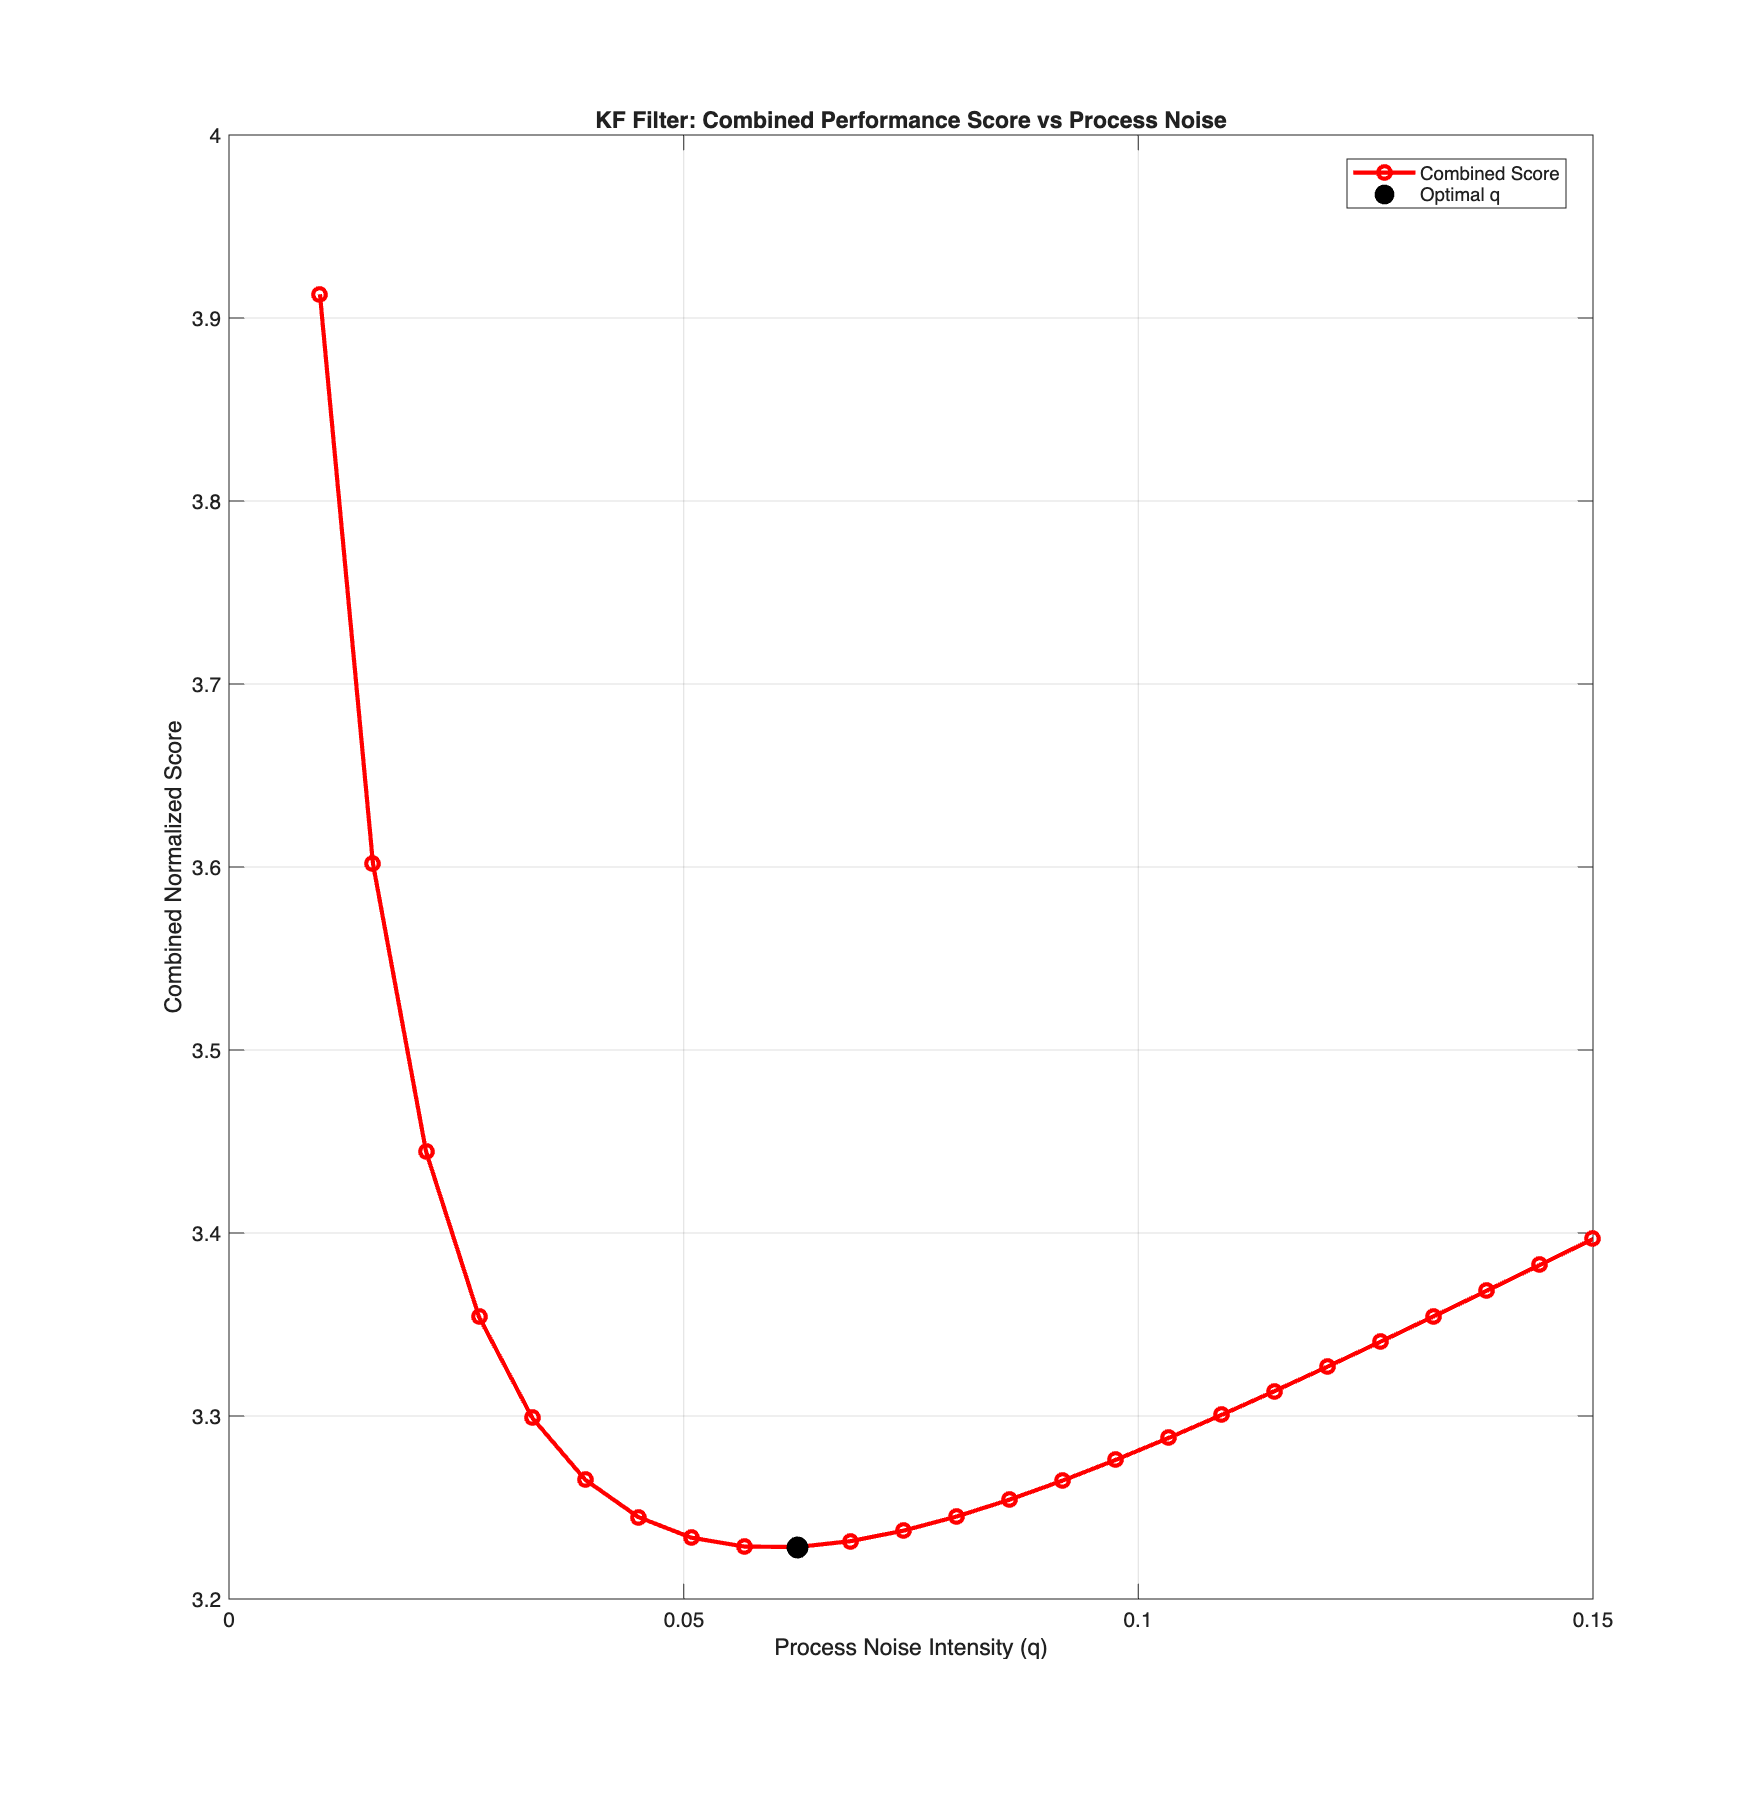 KF Filter: Combined Performance Score vs Process Noise
Combined Score
Optimal q
4
3.9
3.8
3.7
3.6
3.5
3.4
3.3
3.2
Combined Normalized Score
0
0.05
0.1
0.15
Process Noise Intensity (q)